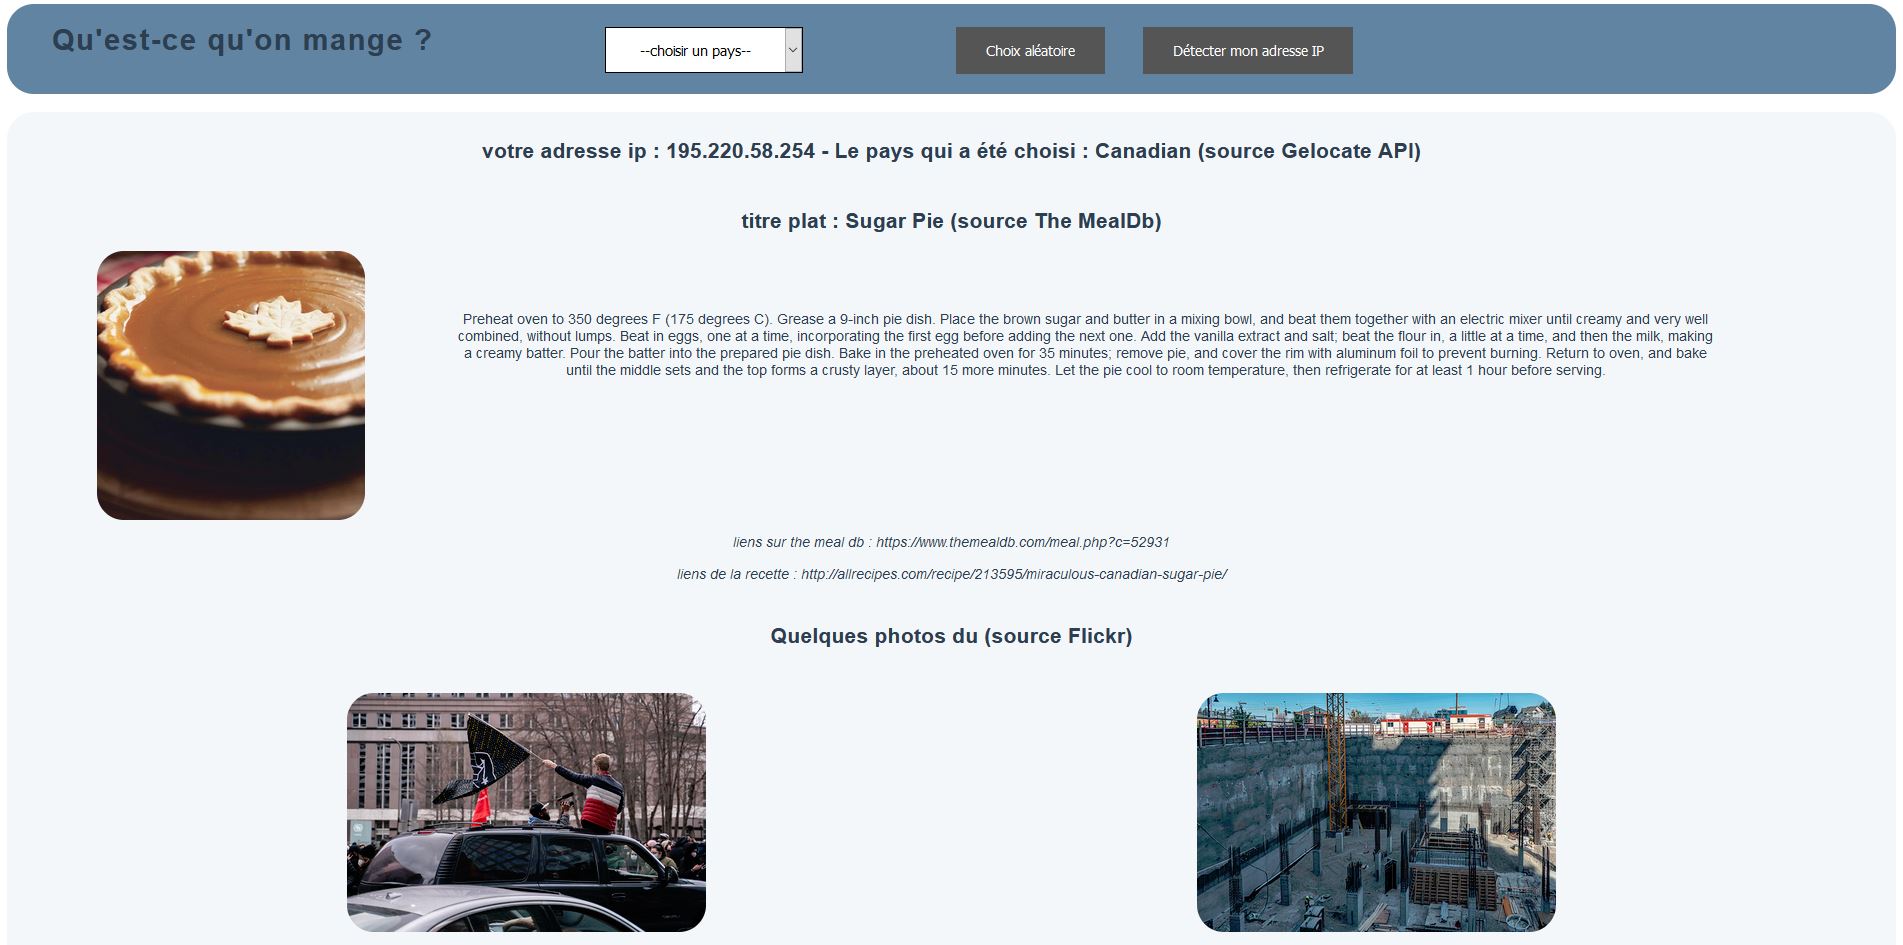 Qu'est-ce qu'on mange ?
--choisir un pays--
Choix aléatoire
Détecter mon adresse IP
votre adresse ip : 195.220.58.254 - Le pays qui a été choisi : Canadian (source Gelocate API)
titre plat : Sugar Pie (source The MealDb)
Preheat oven to 350 degrees F (175 degrees C). Grease a 9-inch pie dish. Place the brown sugar and butter in a mixing bowl, and beat them together with an electric mixer until creamy and very well
combined, without lumps. Beat in eggs, one at a time, incorporating the first egg before adding the next one. Add the vanilla extract and salt; beat the flour in, a little at a time, and then the milk, making
a creamy batter. Pour the batter into the prepared pie dish. Bake in the preheated oven for 35 minutes; remove pie, and cover the rim with aluminum foil to prevent burning. Return to oven, and bake
until the middle sets and the top forms a crusty layer, about 15 more minutes. Let the pie cool to room temperature, then refrigerate for at least 1 hour before serving.
liens sur the meal db : https://www.themealdb.com/meal.php?c=52931
liens de la recette : http://allrecipes.com/recipe/213595/miraculous-canadian-sugar-pie/
Quelques photos du (source Flickr)